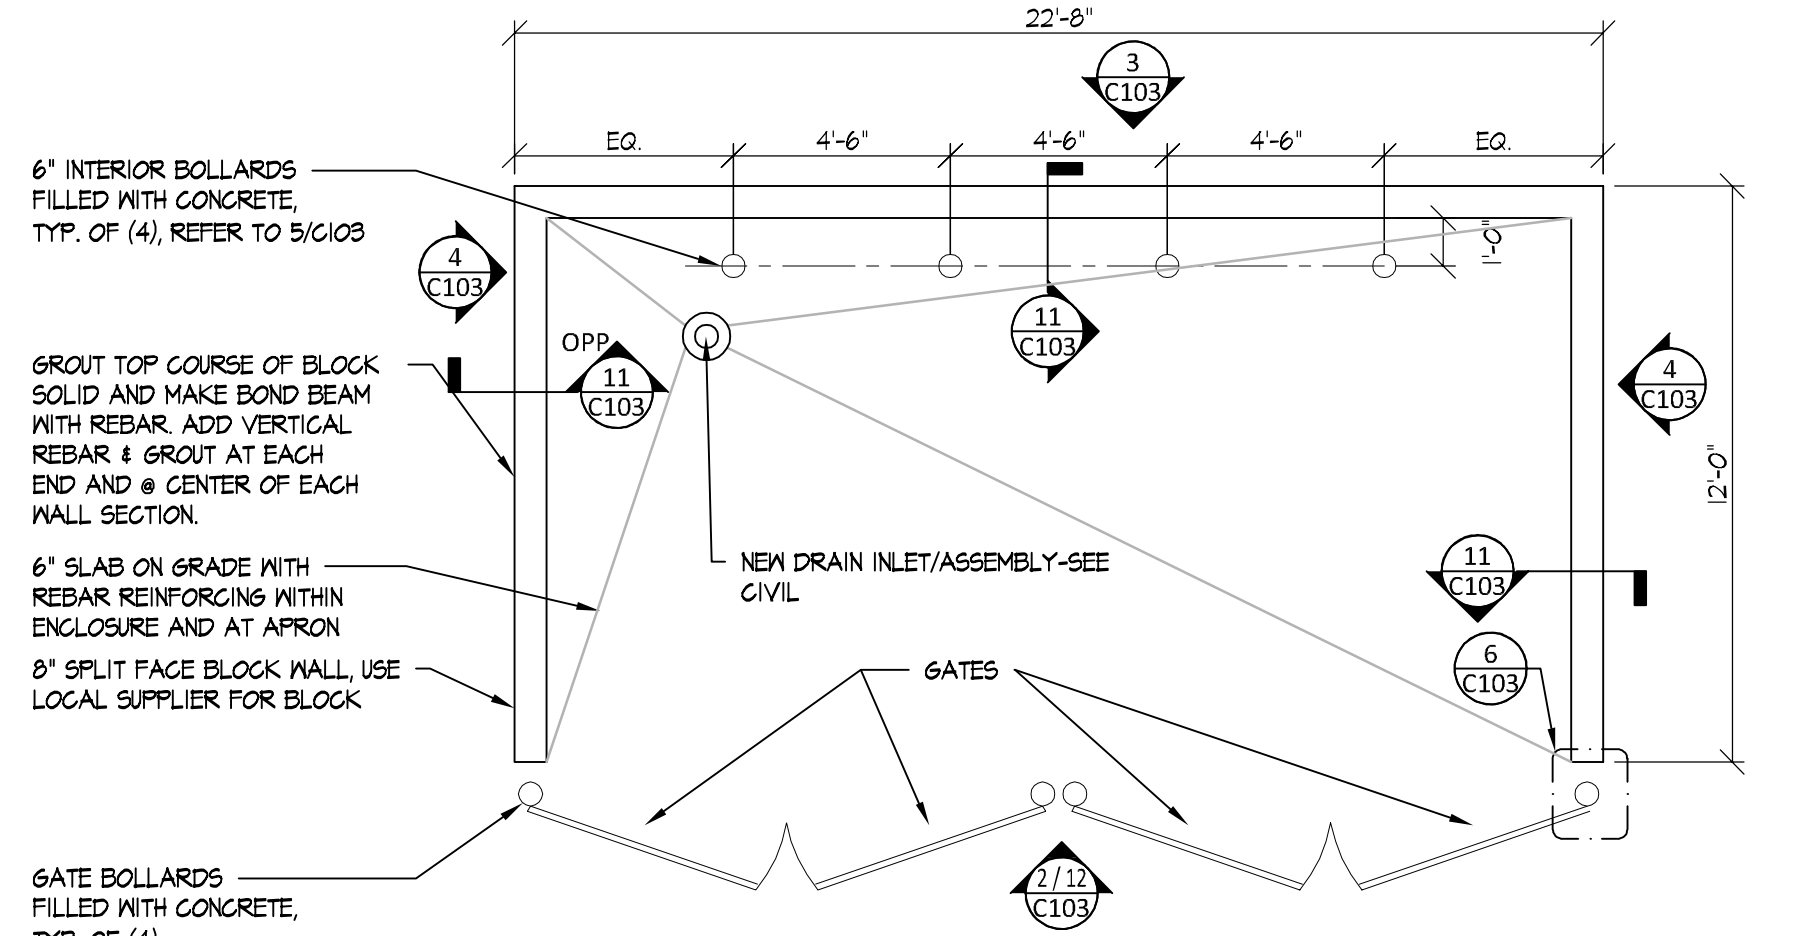 22'-8"
3
C103
EQ.
4'-6"
4'-6"
4'-6"
EQ.
6" INTERIOR BOLLARDS
FILLED WITH CONCRETE,
TYP. OF (4), REFER TO 5/C103
4
C103
1'-0"
11
C103
OPP.
11
C103
GROUT TOP COURSE OF BLOCK
SOLID AND MAKE BOND BEAM
WITH REBAR. ADD VERTICAL
REBAR & GROUT AT EACH
END AND @ CENTER OF EACH
WALL SECTION.
4
C103
12'-0"
6" SLAB ON GRADE WITH
REBAR REINFORCING WITHIN
ENCLOSURE AND AT APRON
NEW DRAIN INLET/ASSEMBLY-SEE
CIVIL
11
C103
8" SPLIT FACE BLOCK WALL, USE
LOCAL SUPPLIER FOR BLOCK
GATES
6
C103
GATE BOLLARDS
FILLED WITH CONCRETE,
TYP. OF (4)
2 / 12
C103